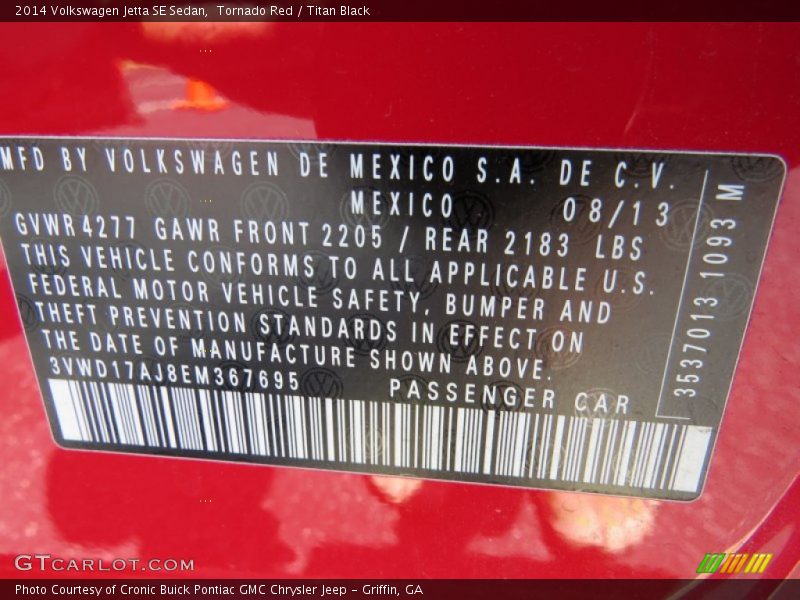 2014 Volkswagen Jetta SE Sedan, Tornado Red / Titan Black
MFD BY VOLKSWAGEN DE MEXICO S.A. DE C.V.
MEXICO 08/13
GVWR4277 GAWR FRONT 2205 / REAR 2183 LBS
THIS VEHICLE CONFORMS TO ALL APPLICABLE U.S.
FEDERAL MOTOR VEHICLE SAFETY, BUMPER AND
THEFT PREVENTION STANDARDS IN EFFECT ON
THE DATE OF MANUFACTURE SHOWN ABOVE.
3VWD17AJ8EM367695 PASSENGER CAR
3537013 1093 M
GTCARLOT.COM
Photo Courtesy of Cronic Buick Pontiac GMC Chrysler Jeep - Griffin, GA